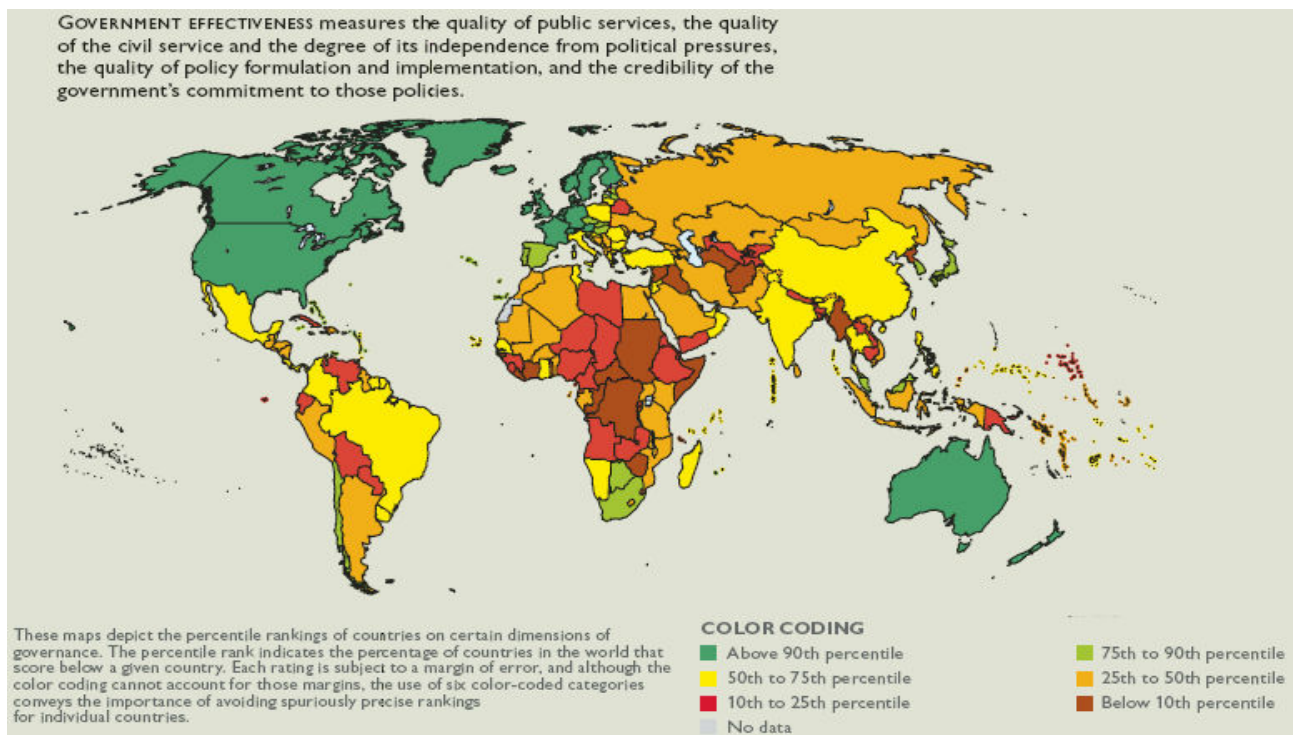 GOVERNMENT EFFECTIVENESS measures the quality of public services, the quality
of the civil service and the degree of its independence from political pressures,
the quality of policy formulation and implementation, and the credibility of the
government's commitment to those policies.
These maps depict the percentile rankings of countries on certain dimensions of
governance. The percentile rank indicates the percentage of countries in the world that
score below a given country. Each rating is subject to a margin of error, and although the
color coding cannot account for those margins, the use of six color-coded categories
conveys the importance of avoiding spuriously precise rankings
for individual countries.
COLOR CODING
Above 90th percentile
75th to 90th percentile
50th to 75th percentile
25th to 50th percentile
10th to 25th percentile
Below 10th percentile
No data